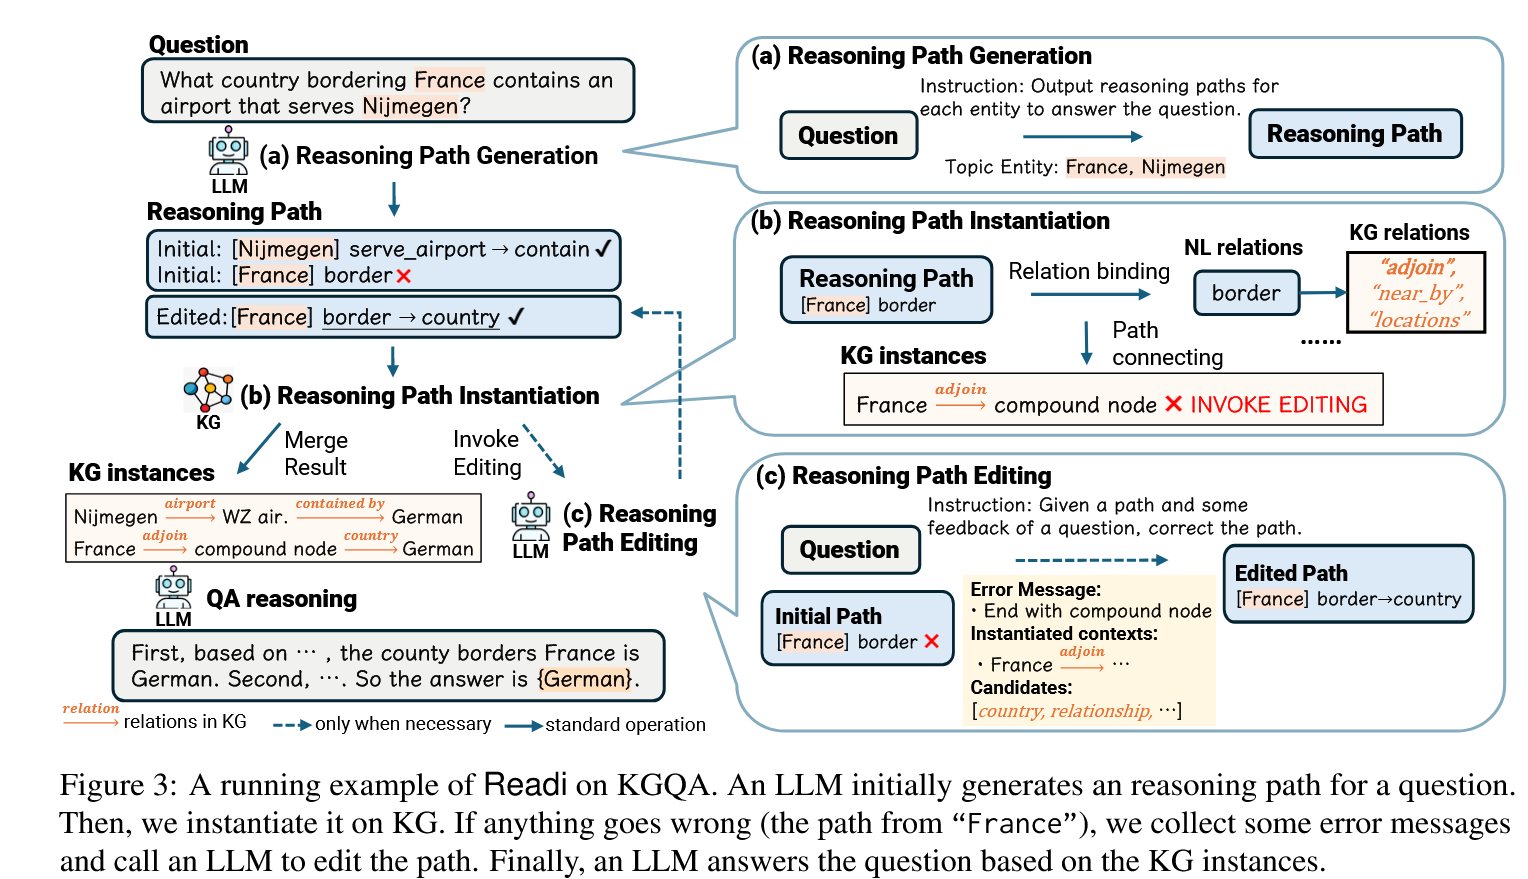 Question
What country bordering France contains an
airport that serves Nijmegen?
LLM
(a) Reasoning Path Generation
Reasoning Path
Initial: [Nijmegen] serve_airport → contain ✓
Initial: [France] border ✗
Edited: [France] border → country ✓
KG
(b) Reasoning Path Instantiation
Merge
Result
Invoke
Editing
KG instances
Nijmegen airport WZ air. contained by German
France adjoin compound node country German
LLM
(c) Reasoning
Path Editing
LLM
QA reasoning
First, based on ··· , the county borders France is
German. Second, ···. So the answer is {German}.
relation relations in KG only when necessary standard operation
(a) Reasoning Path Generation
Instruction: Output reasoning paths for
each entity to answer the question.
Question
Reasoning Path
Topic Entity: France, Nijmegen
(b) Reasoning Path Instantiation
Reasoning Path
[France] border
Relation binding
NL relations
border
KG relations
“adjoin”,
“near_by”,
“locations”
......
Path
connecting
KG instances
France adjoin compound node ✗ INVOKE EDITING
(c) Reasoning Path Editing
Instruction: Given a path and some
feedback of a question, correct the path.
Question
Initial Path
[France] border ✗
Error Message:
· End with compound node
Instantiated contexts:
· France adjoin ···
Candidates:
[country, relationship, ···]
Edited Path
[France] border→country
Figure 3: A running example of Readi on KGQA. An LLM initially generates an reasoning path for a question.
Then, we instantiate it on KG. If anything goes wrong (the path from “France”), we collect some error messages
and call an LLM to edit the path. Finally, an LLM answers the question based on the KG instances.